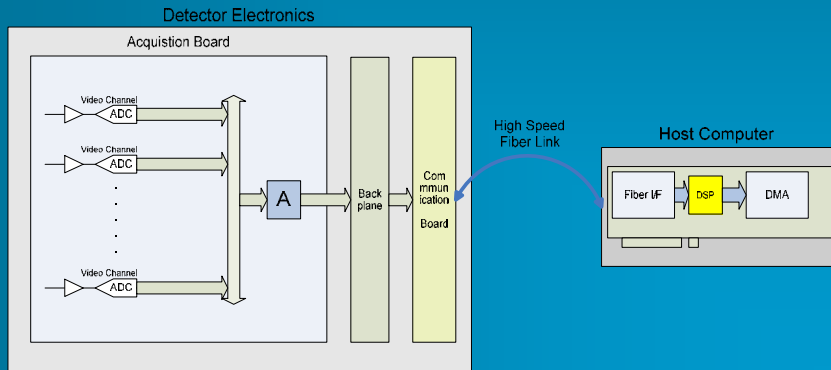 Detector Electronics
Acquistion Board
Video Channel
ADC
Video Channel
ADC
Video Channel
ADC
A
Back
plane
Com
mmun
ication
Board
High Speed
Fiber Link
Host Computer
Fiber I/F
DSP
DMA